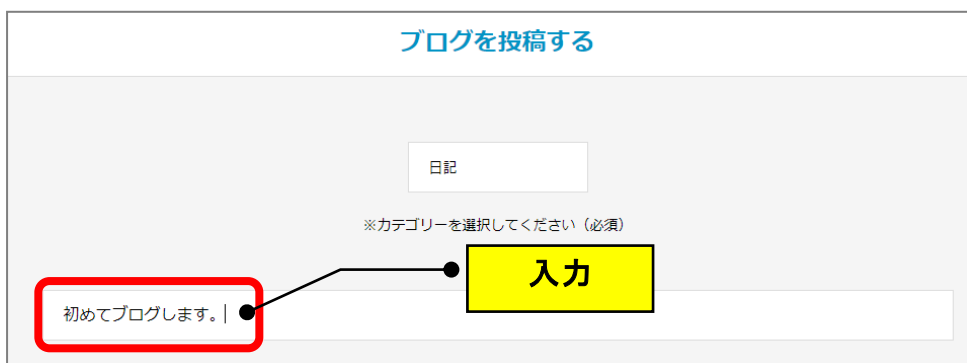 ブログを投稿する
日記
※カテゴリーを選択してください（必須）
入力
初めてブログします。